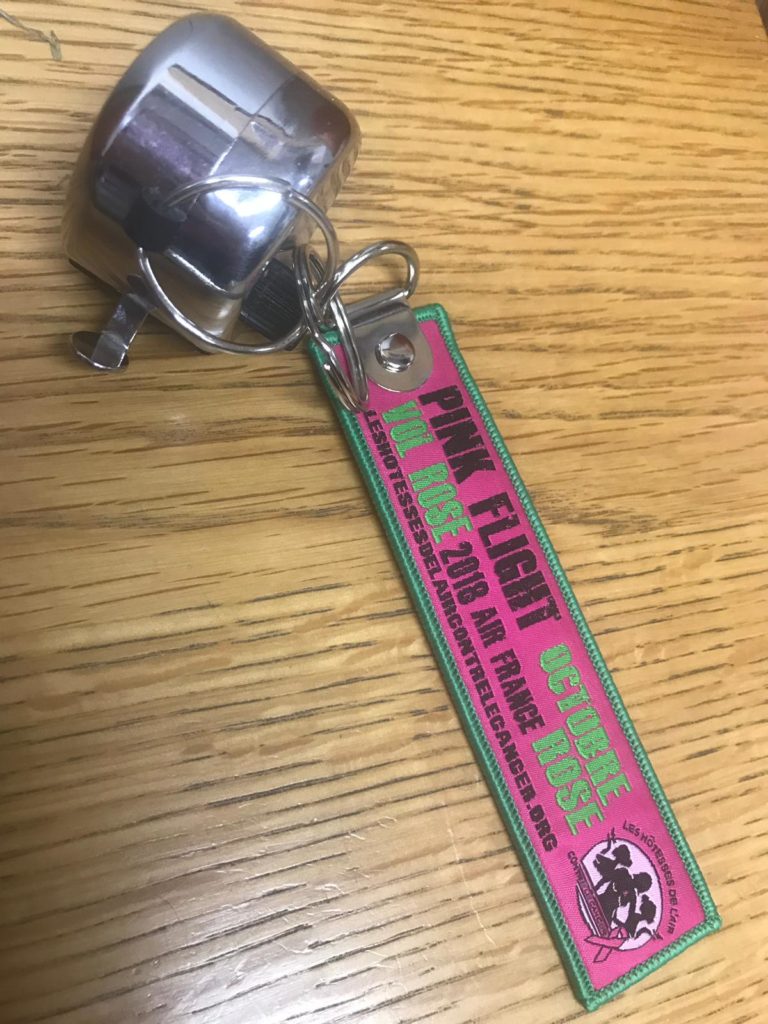 PINK FLIGHT OCTOBRE
VOL ROSE 2018 AIR FRANCE ROSE
LESHOTESSESDELAIRCONTRELECANCER.ORG
LES HÔTESSES DE L'AIR